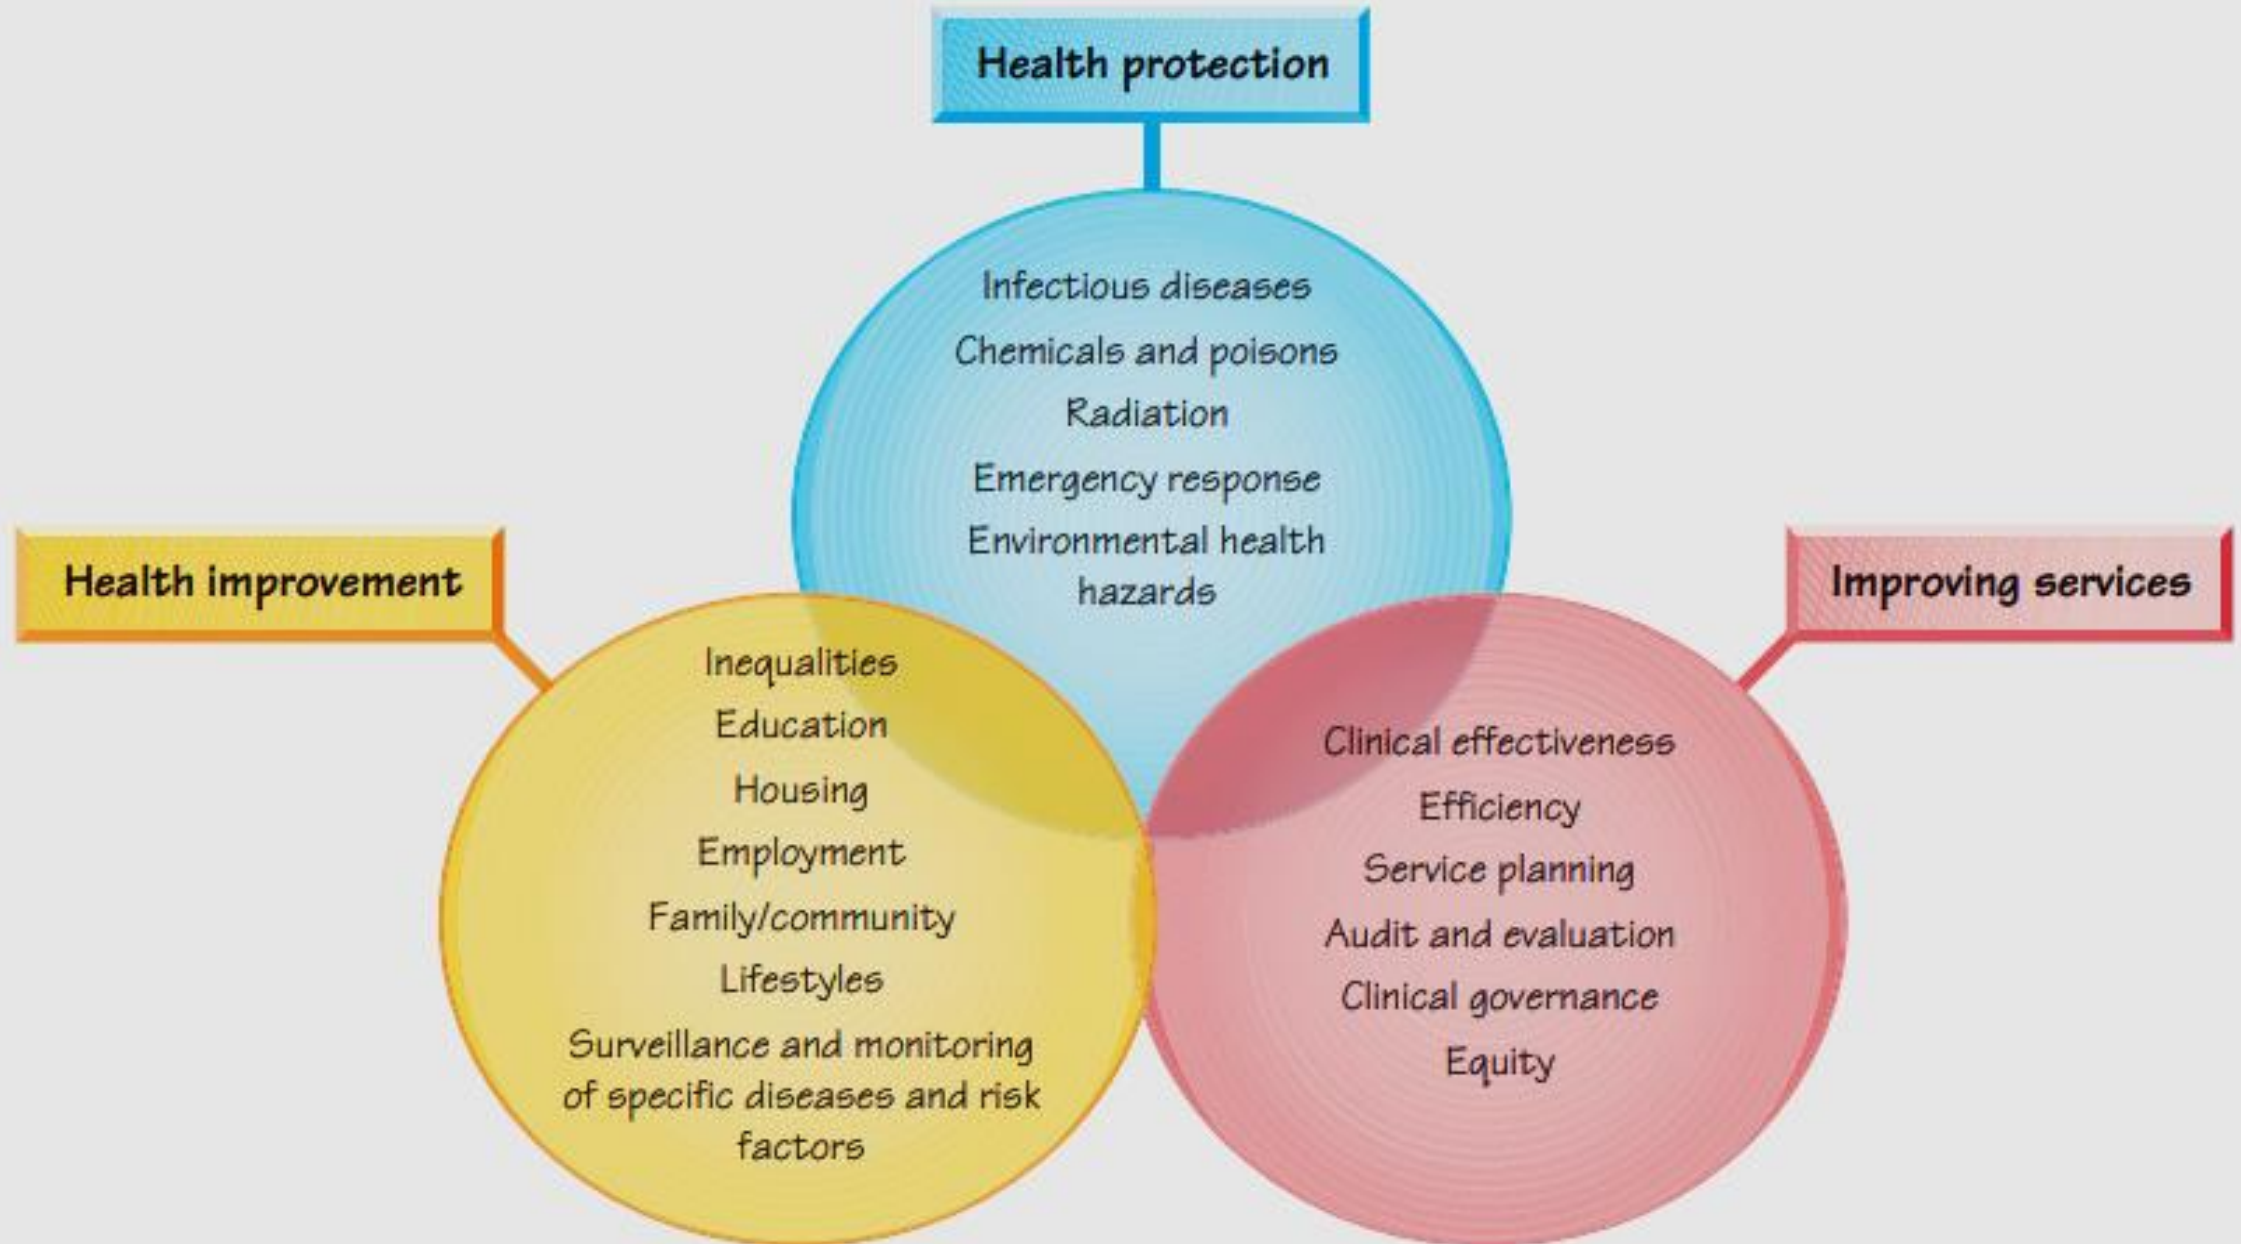 Health protection
Infectious diseases
Chemicals and poisons
Radiation
Emergency response
Environmental health
hazards
Health improvement
Inequalities
Education
Housing
Employment
Family/community
Lifestyles
Surveillance and monitoring
of specific diseases and risk
factors
Improving services
Clinical effectiveness
Efficiency
Service planning
Audit and evaluation
Clinical governance
Equity